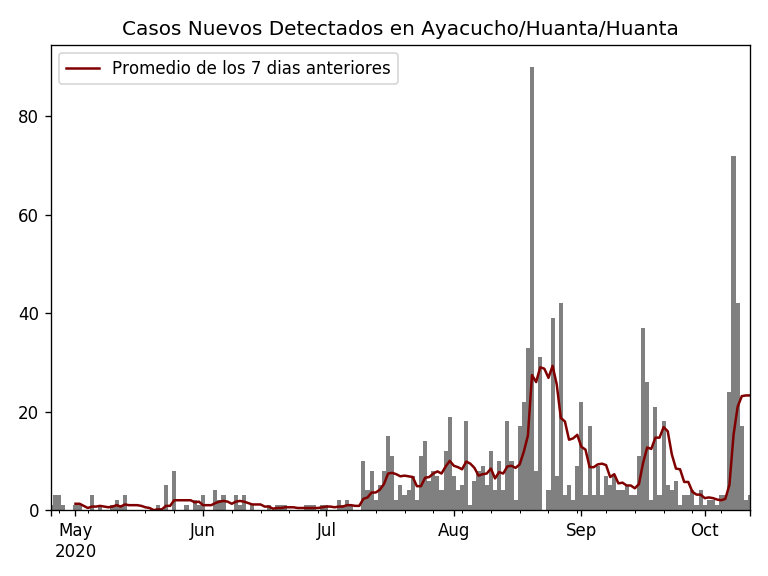 Casos Nuevos Detectados en Ayacucho/Huanta/Huanta
Promedio de los 7 dias anteriores
80
60
40
20
0
May Jun Jul Aug Sep Oct
2020